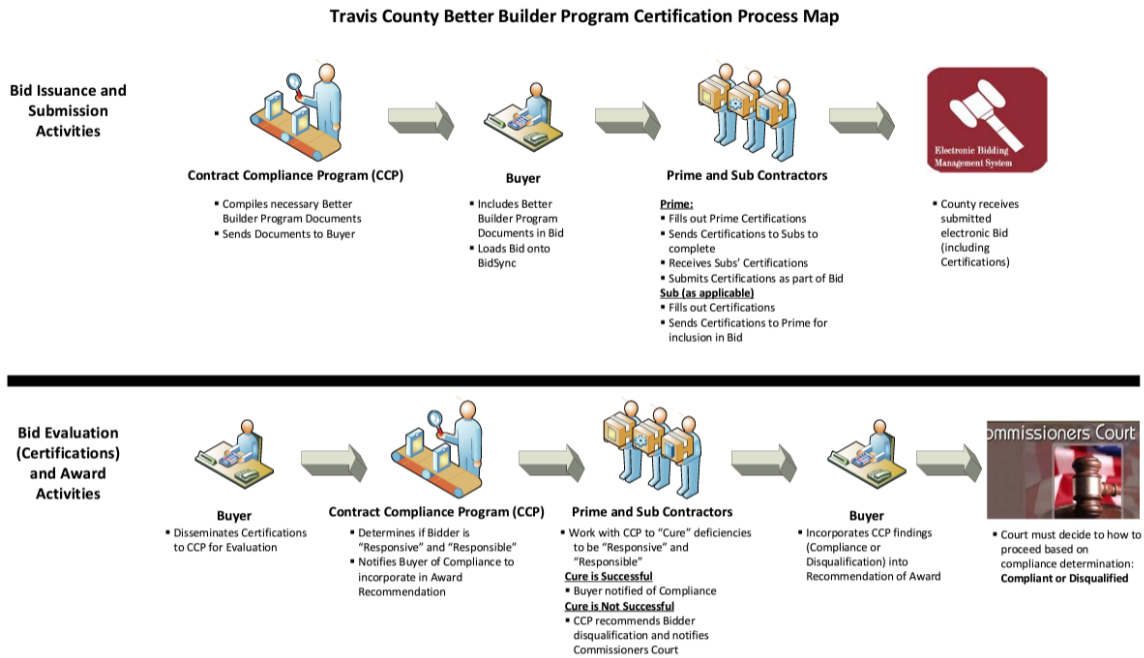 Travis County Better Builder Program Certification Process Map
Bid Issuance and
Submission
Activities
Contract Compliance Program (CCP)
▪ Compiles necessary Better
Builder Program Documents
▪ Sends Documents to Buyer
Buyer
▪ Includes Better
Builder Program
Documents in Bid
▪ Loads Bid onto
BidSync
Prime and Sub Contractors
Prime:
▪ Fills out Prime Certifications
▪ Sends Certifications to Subs to
complete
▪ Receives Subs’ Certifications
▪ Submits Certifications as part of Bid
Sub (as applicable)
▪ Fills out Certifications
▪ Sends Certifications to Prime for
inclusion in Bid
Electronic Bidding
Management System
▪ County receives
submitted
electronic Bid
(including
Certifications)
Bid Evaluation
(Certifications)
and Award
Activities
Buyer
▪ Disseminates Certifications
to CCP for Evaluation
Contract Compliance Program (CCP)
▪ Determines if Bidder is
“Responsive” and “Responsible”
▪ Notifies Buyer of Compliance to
incorporate in Award
Recommendation
Prime and Sub Contractors
▪ Work with CCP to “Cure” deficiencies
to be “Responsive” and
“Responsible”
Cure is Successful
▪ Buyer notified of Compliance
Cure is Not Successful
▪ CCP recommends Bidder
disqualification and notifies
Commissioners Court
Buyer
▪ Incorporates CCP findings
(Compliance or
Disqualification) into
Recommendation of Award
ommissioners Court
▪ Court must decide to how to
proceed based on
compliance determination:
Compliant or Disqualified